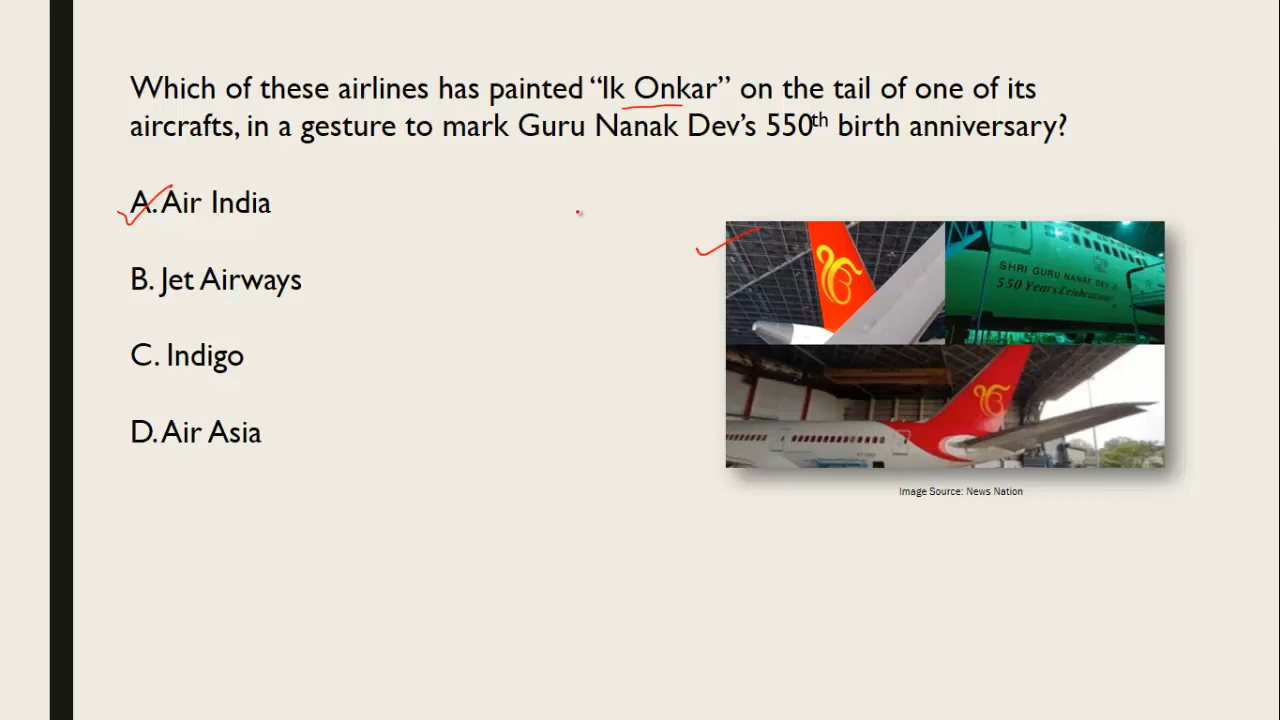 Which of these airlines has painted “Ik Onkar” on the tail of one of its
aircrafts, in a gesture to mark Guru Nanak Dev’s 550th birth anniversary?
A. Air India
B. Jet Airways
C. Indigo
D. Air Asia
SHRI GURU NANAK DEV JI
550 Years Celebrations
ੴ
ੴ
Image Source: News Nation